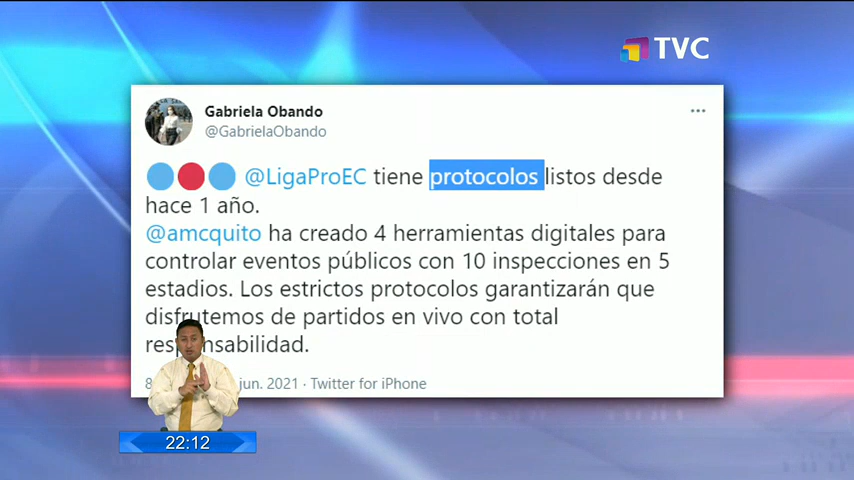 TVC
Gabriela Obando
@GabrielaObando
@LigaProEC tiene protocolos listos desde
hace 1 año.
@amcquito ha creado 4 herramientas digitales para
controlar eventos públicos con 10 inspecciones en 5
estadios. Los estrictos protocolos garantizarán que
disfrutemos de partidos en vivo con total
responsabilidad.
8 jun. 2021 · Twitter for iPhone
22:12